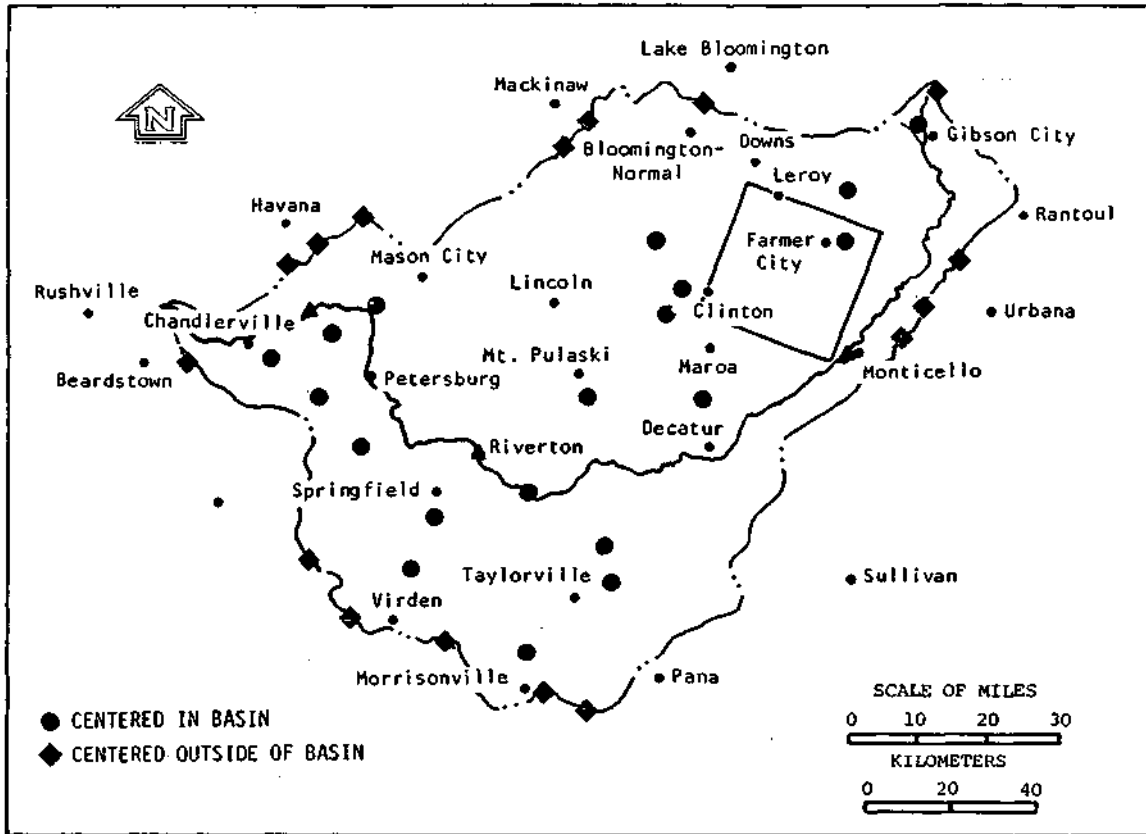 Lake Bloomington
Mackinaw
N
Gibson City
Downs
Bloomington-
Normal
Leroy
Havana
Rantoul
Farmer
City
Mason City
Rushville
Lincoln
Clinton
Urbana
Chandlerville
Mt. Pulaski
Maroa
Beardstown
Petersburg
Monticello
Decatur
Riverton
Springfield
Taylorville
Sullivan
Virden
Morrisonville
Pana
SCALE OF MILES
0 10 20 30
KILOMETERS
0 20 40
CENTERED IN BASIN
CENTERED OUTSIDE OF BASIN